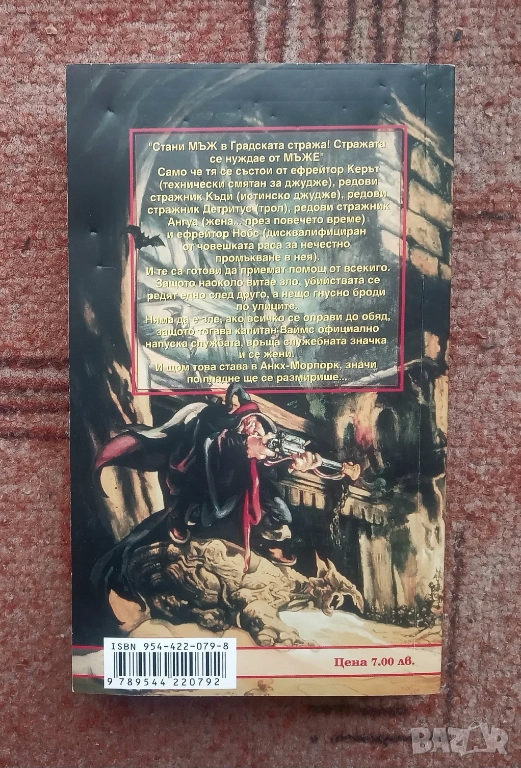 "Стани МЪЖ в Градската стража! Стражата
се нуждае от МЪЖЕ"
Само че тя се състои от ефрейтор Керът
(технически смятан за джудже), редови
стражник Къди (истинско джудже), редови
стражник Детритус (трол), редови стражник
Ангуа (жена... през повечето време)
и ефрейтор Нобс (дисквалифициран
от човешката раса за нечестно
промъкване в нея).
И те са готови да приемат помощ от всекиго.
Защото наоколо витае зло, убийствата се
редят едно след друго, а нещо гнусно броди
по улиците.
Няма да е зле, ако всичко се оправи до обяд,
защото тогава капитан Ваймс официално
напуска службата, връща служебната значка
и се жени.
И щом това става в Анкх-Морпорк, значи
по пладне ще се размирише...
ISBN 954-422-079-8
9 789544 220792
Цена 7.00 лв.
BAZAR